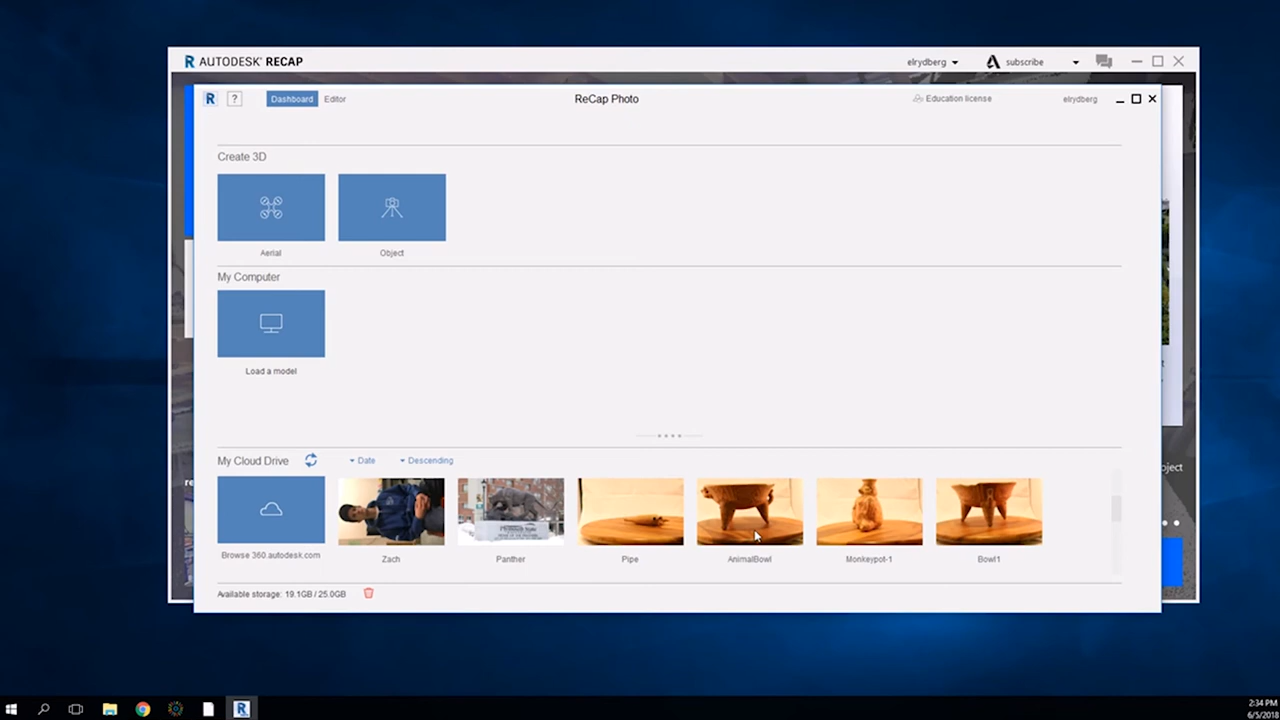 R AUTODESK® RECAP
elrydberg
subscribe
R ? Dashboard Editor
ReCap Photo
Education license
elrydberg
Create 3D
Aerial
Object
My Computer
Load a model
My Cloud Drive
Date
Descending
Browse 360.autodesk.com
Zach
Panther
Pipe
AnimalBowl
Monkeypot-1
Bowl1
Available storage: 19.1GB / 25.0GB
2:34 PM
6/5/2018